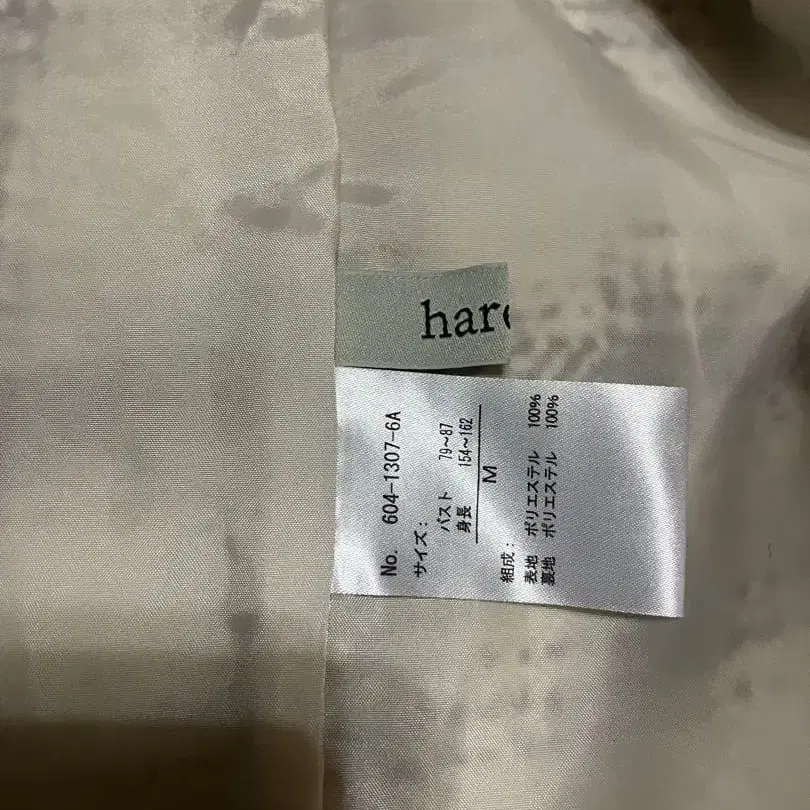 har
No. 604-1307-6A
サイズ:
バスト 79~87
身長 154~162
M
組成:
表地 ポリエステル 100%
裏地 ポリエステル 100%